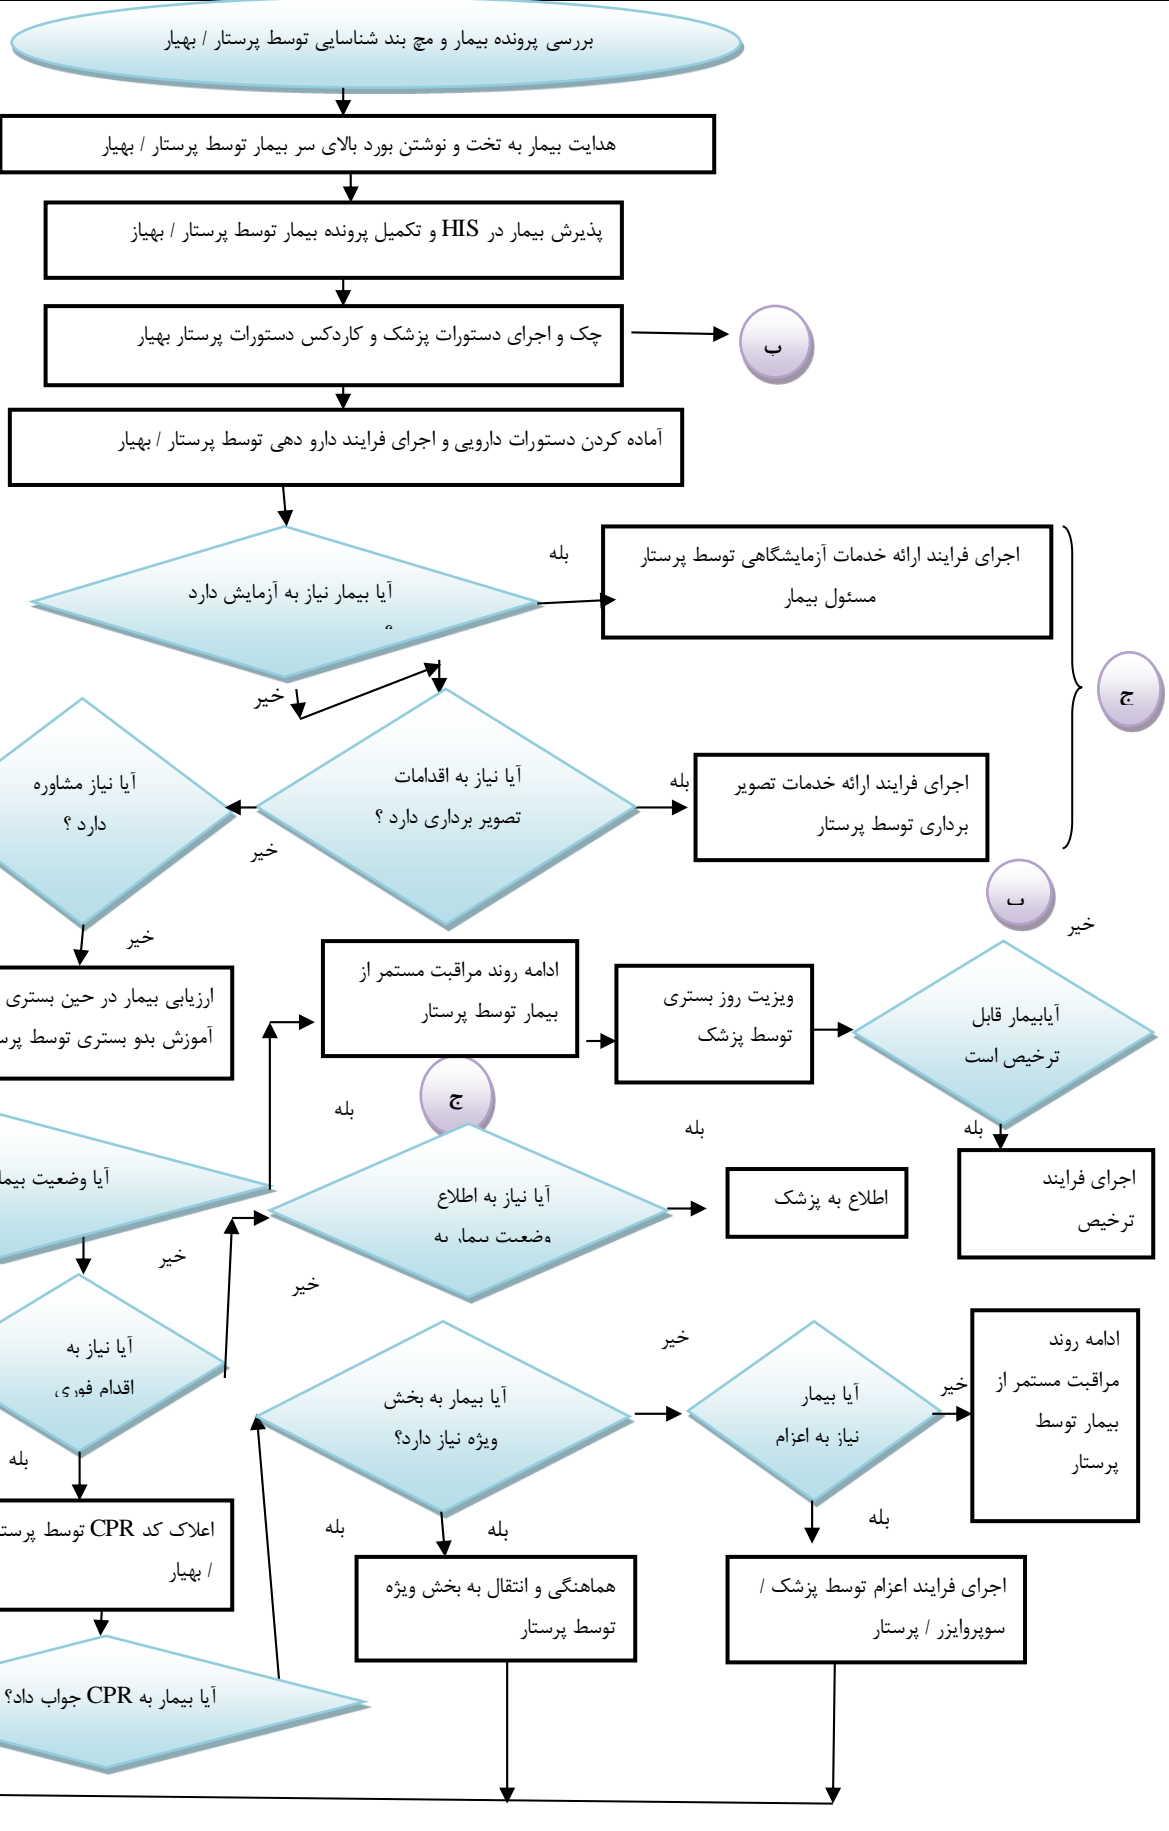 بررسی پرونده بیمار و مچ بند شناسایی توسط پرستار / بهیار
هدایت بیمار به تخت و نوشتن بورد بالای سر بیمار توسط پرستار / بهیار
پذیرش بیمار در HIS و تکمیل پرونده بیمار توسط پرستار / بهیاز
چک و اجرای دستورات پزشک و کاردکس دستورات پرستار بهیار
ب
آماده کردن دستورات دارویی و اجرای فرایند دارو دهی توسط پرستار / بهیار
آیا بیمار نیاز به آزمایش دارد
؟
بله
اجرای فرایند ارائه خدمات آزمایشگاهی توسط پرستار
مسئول بیمار
ج
خیر
آیا نیاز به اقدامات
تصویر برداری دارد ؟
بله
اجرای فرایند ارائه خدمات تصویر
برداری توسط پرستار
خیر
آیا نیاز مشاوره
دارد ؟
خیر
ارزیابی بیمار در حین بستری
آموزش بدو بستری توسط
ادامه روند مراقبت مستمر از
بیمار توسط پرستار
ویزیت روز بستری
توسط پزشک
ب
خیر
آیابیمار قابل
ترخیص است
بله
اجرای فرایند
ترخیص
آیا وضعیت
بله
ج
خیر
آیا نیاز به اطلاع
وضعیت بیمار به
بله
اطلاع به پزشک
خیر
آیا نیاز به
اقدام فوری
بله
اعلاک کد CPR توسط
/ بهیار
آیا بیمار به CPR جواب داد؟
بله
آیا بیمار به بخش
ویژه نیاز دارد؟
خیر
بله
هماهنگی و انتقال به بخش ویژه
توسط پرستار
آیا بیمار
نیاز به اعزام
خیر
ادامه روند
مراقبت مستمر از
بیمار توسط
پرستار
بله
اجرای فرایند اعزام توسط پزشک /
سوپروایزر / پرستار